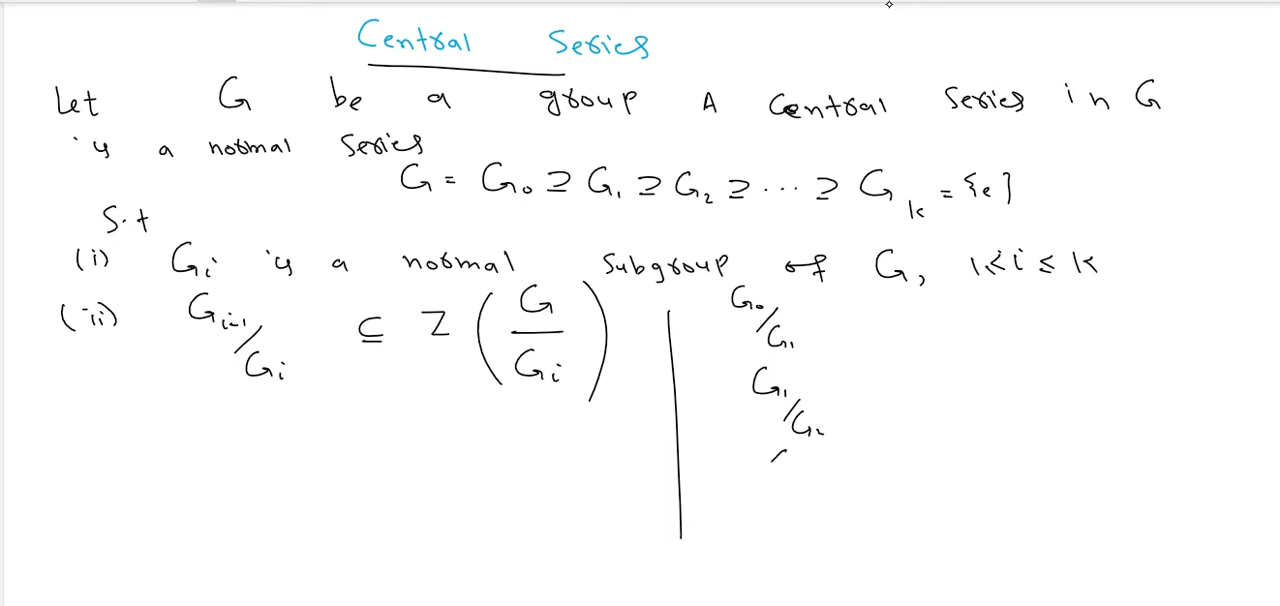 Central Series
Let G be a group A Central Series in G
is a normal Series
G = G₀ ⊇ G₁ ⊇ G₂ ⊇ ... ⊇ G_k = {e}
S.t
(i) Gᵢ is a normal Subgroup of G, 1 ≤ i ≤ k
(ii) Gᵢ₋₁/Gᵢ ⊆ Z(G/Gᵢ)
G₀/G₁
G₁/G₂